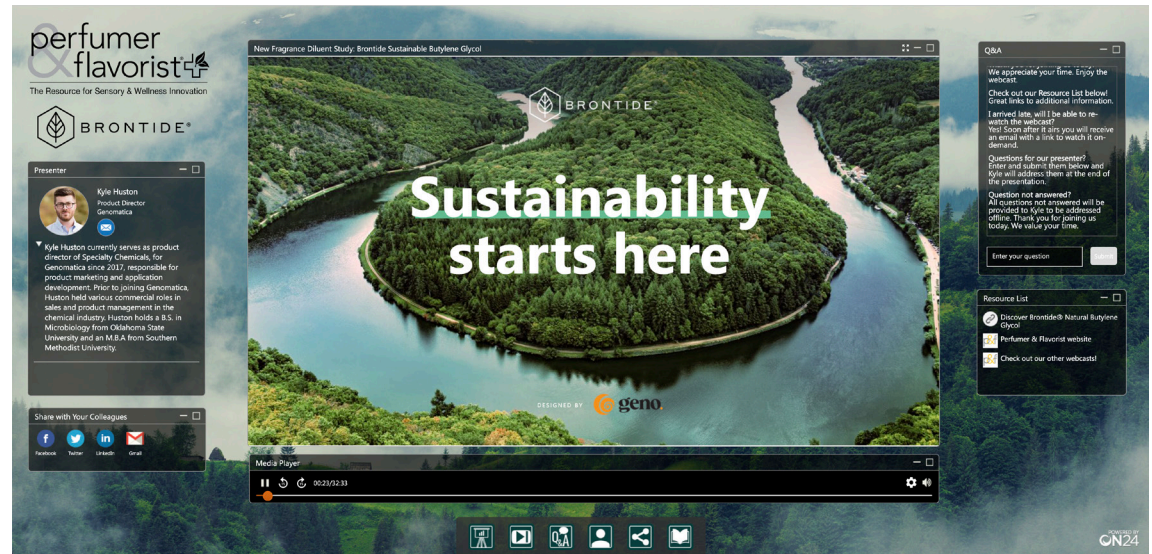 perfumer
& flavorist+
The Resource for Sensory & Wellness Innovation
BRONTIDE®
Presenter
Kyle Huston
Product Director
Genomatica
Kyle Huston currently serves as product
director of Specialty Chemicals, for
Genomatica since 2017, responsible for
product marketing and application
development. Prior to joining Genomatica,
Huston held various commercial roles in
sales and product management in the
chemical industry. Huston holds a B.S. in
Microbiology from Oklahoma State
University and an M.B.A from Southern
Methodist University.
Share with Your Colleagues
f
in
Facebook
Twitter
LinkedIn
Gmail
New Fragrance Diluent Study: Brontide Sustainable Butylene Glycol
BRONTIDE
Sustainability
starts here
DESIGNED BY
geno.
Media Player
00:23/32:33
Q&A
We appreciate your time. Enjoy the
webcast.
Check out our Resource List below!
Great links to additional information.
I arrived late, will I be able to re-
watch the webcast?
Yes! Soon after it airs you will receive
an email with a link to watch it on-
demand.
Questions for our presenter?
Enter and submit them below and
Kyle will address them at the end of
the presentation.
Question not answered?
All questions not answered will be
provided to Kyle to be addressed
offline. Thank you for joining us
today. We value your time.
Enter your question
Submit
Resource List
Discover Brontide® Natural Butylene
Glycol
p&f
Perfumer & Flavorist website
p&f
Check out our other webcasts!
Q&A
POWERED BY
ON24